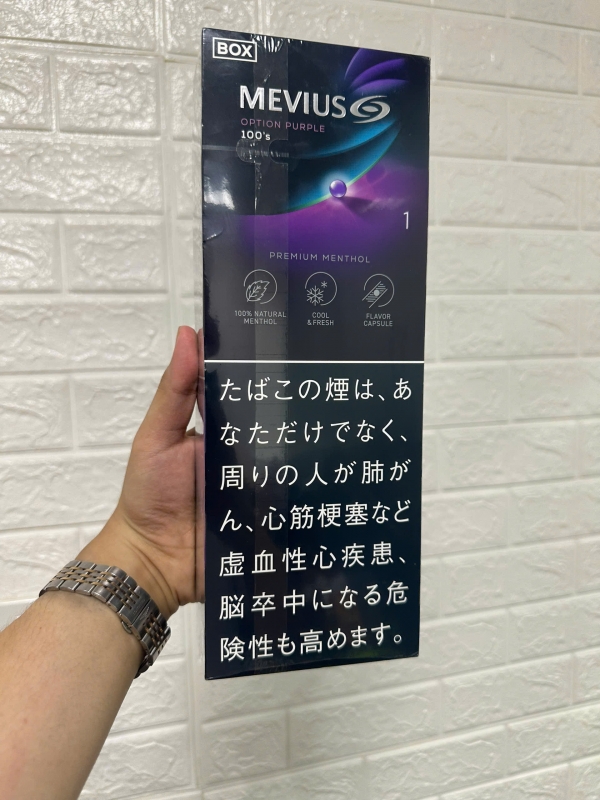 BOX
MEVIUS
OPTION PURPLE
100's
1
PREMIUM MENTHOL
100% NATURAL
MENTHOL
COOL
&FRESH
FLAVOR
CAPSULE
たばこの煙は、あ
なただけでなく、
周りの人が肺が
ん、心筋梗塞など
虚血性心疾患、
脳卒中になる危
険性も高めます。